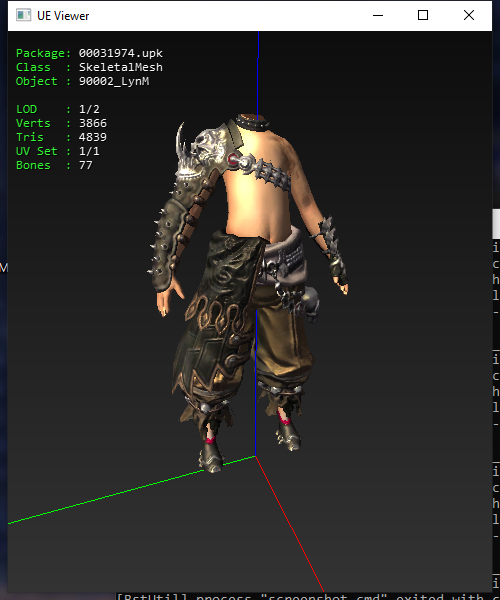 UE Viewer
Package: 00031974.upk
Class : SkeletalMesh
Object : 90002_LynM
LOD : 1/2
Verts : 3866
Tris : 4839
UV Set : 1/1
Bones : 77
M
i
c
h
l
-
i
c
h
l
-
i
c
h
l
-
[BstUtil] process "screenshot.cmd" exited with c